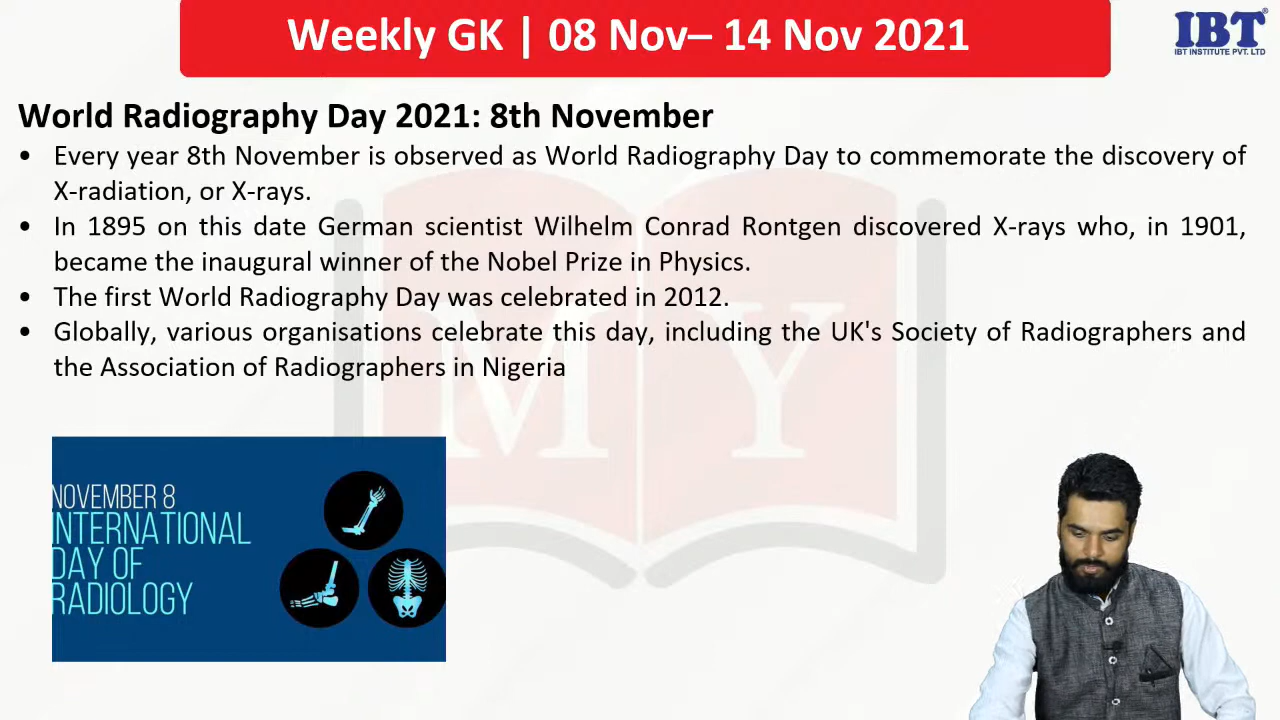 Weekly GK | 08 Nov– 14 Nov 2021
IBT®
IBT INSTITUTE PVT. LTD
World Radiography Day 2021: 8th November
• Every year 8th November is observed as World Radiography Day to commemorate the discovery of
X-radiation, or X-rays.
• In 1895 on this date German scientist Wilhelm Conrad Rontgen discovered X-rays who, in 1901,
became the inaugural winner of the Nobel Prize in Physics.
• The first World Radiography Day was celebrated in 2012.
• Globally, various organisations celebrate this day, including the UK's Society of Radiographers and
the Association of Radiographers in Nigeria
M Y
NOVEMBER 8
INTERNATIONAL
DAY OF
RADIOLOGY